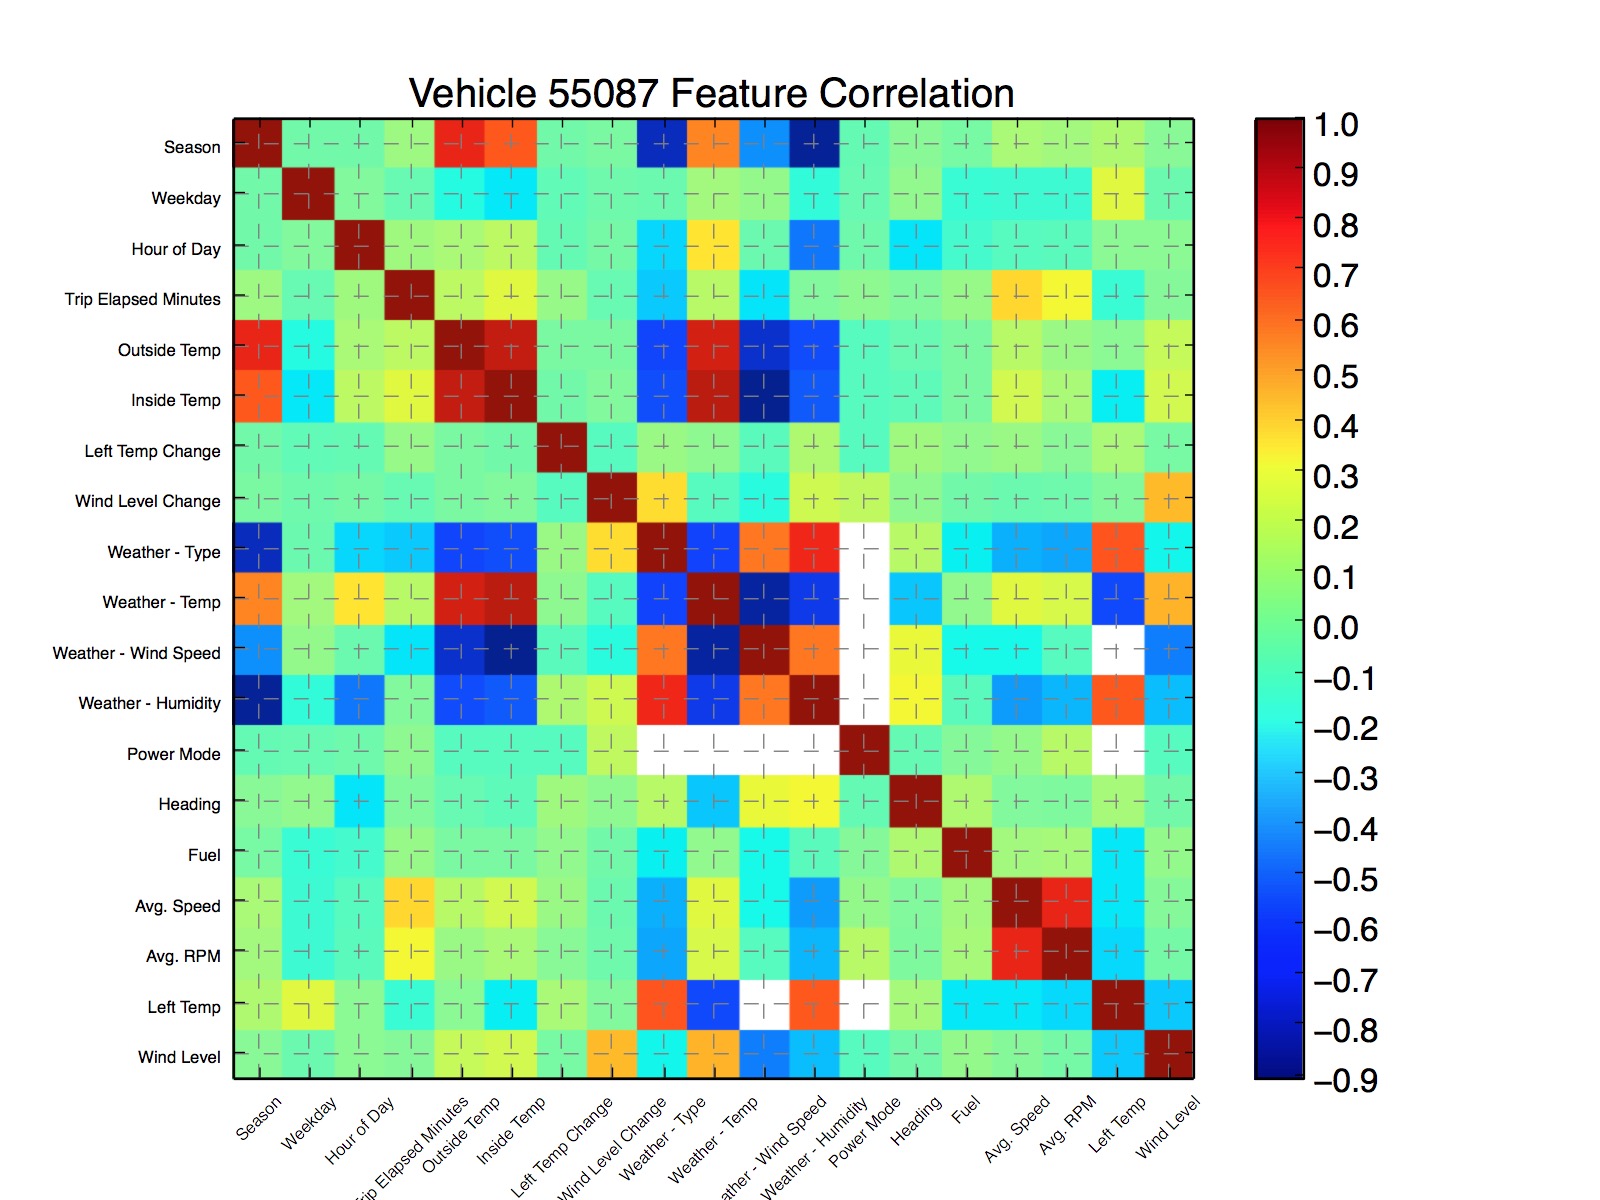 Vehicle 55087 Feature Correlation
Season
Weekday
Hour of Day
Trip Elapsed Minutes
Outside Temp
Inside Temp
Left Temp Change
Wind Level Change
Weather - Type
Weather - Temp
Weather - Wind Speed
Weather - Humidity
Power Mode
Heading
Fuel
Avg. Speed
Avg. RPM
Left Temp
Wind Level
1.0
0.9
0.8
0.7
0.6
0.5
0.4
0.3
0.2
0.1
0.0
−0.1
−0.2
−0.3
−0.4
−0.5
−0.6
−0.7
−0.8
−0.9
Season
Weekday
Hour of Day
Trip Elapsed Minutes
Outside Temp
Inside Temp
Left Temp Change
Wind Level Change
Weather - Type
Weather - Temp
ather - Wind Speed
Weather - Humidity
Power Mode
Heading
Fuel
Avg. Speed
Avg. RPM
Left Temp
Wind Level